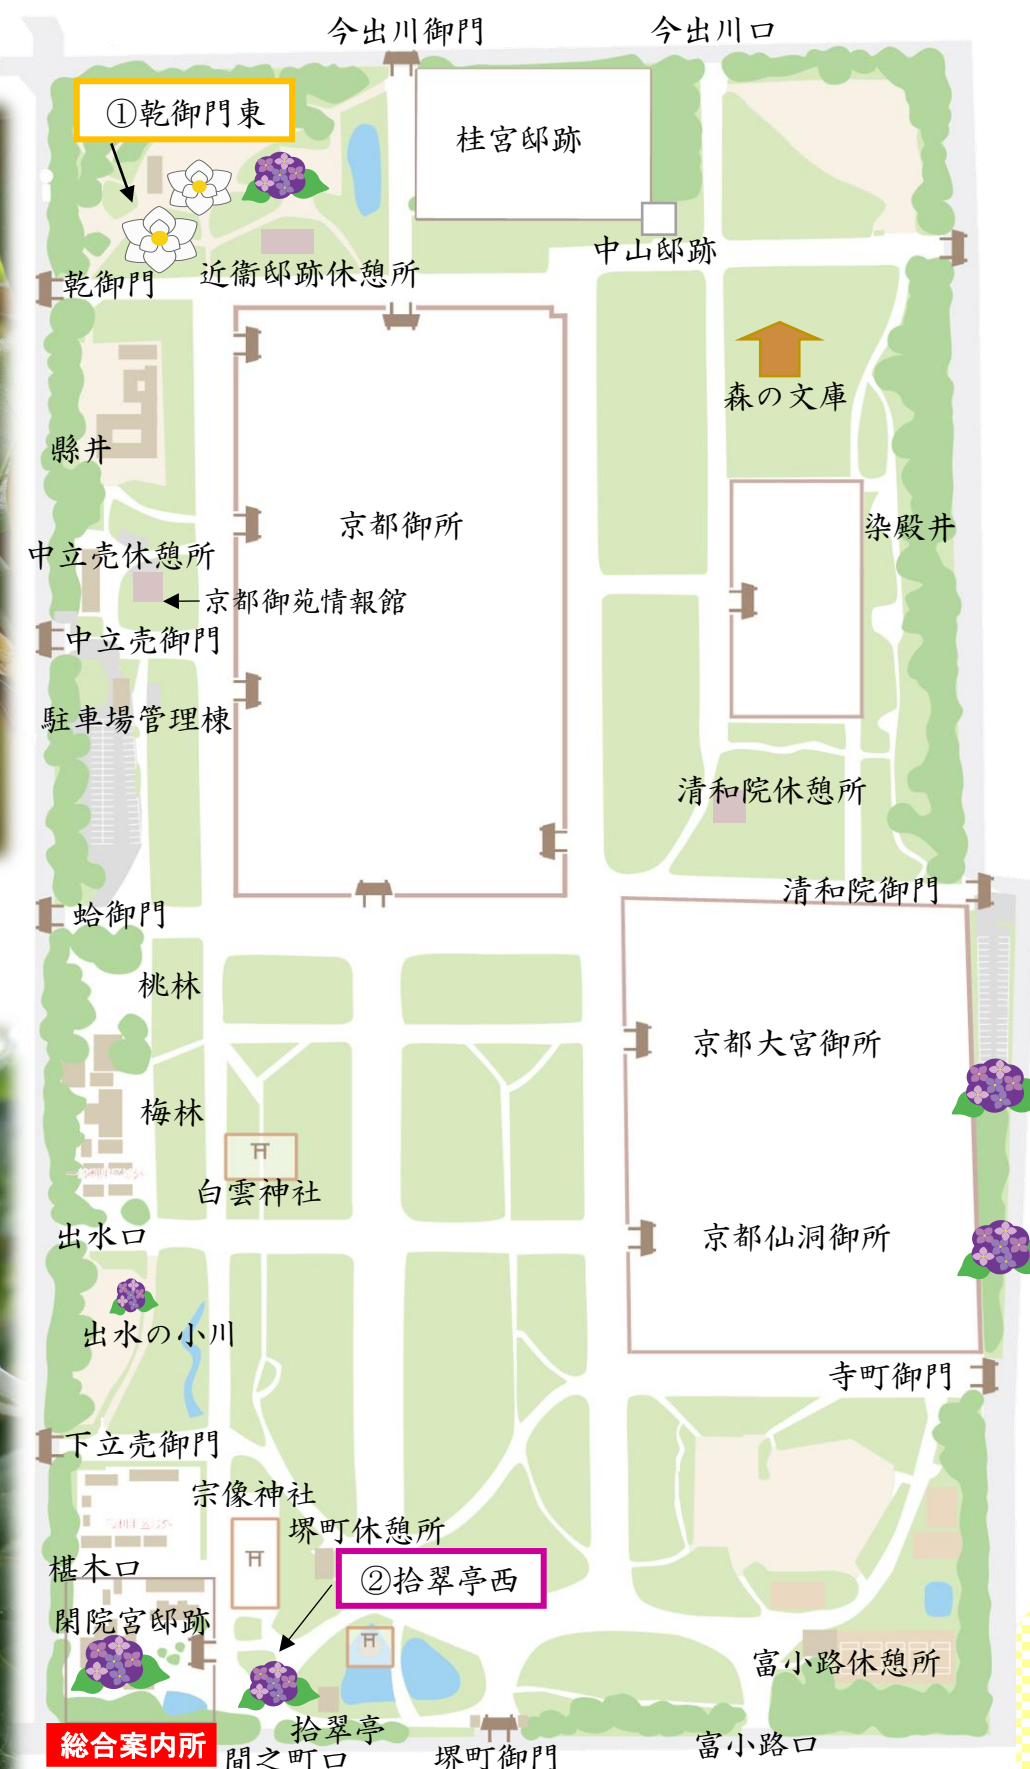 今出川御門
今出川口
①乾御門東
桂宮邸跡
中山邸跡
乾御門
近衞邸跡休憩所
森の文庫
縣井
京都御所
染殿井
中立売休憩所
京都御苑情報館
中立売御門
駐車場管理棟
清和院休憩所
清和院御門
蛤御門
桃林
京都大宮御所
梅林
白雲神社
出水口
京都仙洞御所
出水の小川
寺町御門
下立売御門
宗像神社
堺町休憩所
椹木口
②拾翠亭西
閑院宮邸跡
富小路休憩所
拾翠亭
総合案内所
間之町口
堺町御門
富小路口